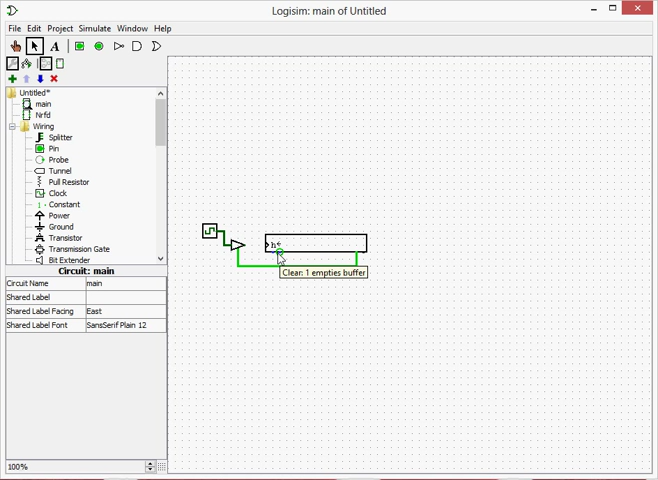 Logisim: main of Untitled
File Edit Project Simulate Window Help
A
Untitled*
main
Nrfd
Wiring
Splitter
Pin
Probe
Tunnel
Pull Resistor
Clock
Constant
Power
Ground
Transistor
Transmission Gate
Bit Extender
Circuit: main
Circuit Name main
Shared Label
Shared Label Facing East
Shared Label Font SansSerif Plain 12
100%
Clear: 1 empties buffer